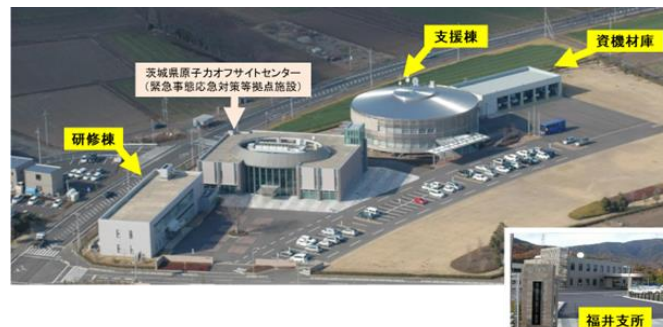 支援棟
資機材庫
茨城県原子力オフサイトセンター
(緊急事態応急対策等拠点施設)
研修棟
福井支所